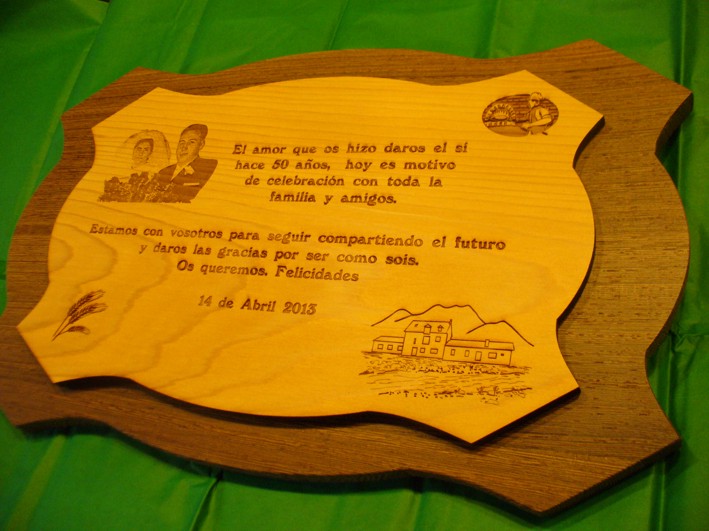 El amor que os hizo daros el si
hace 50 años, hoy es motivo
de celebración con toda la
familia y amigos.
Estamos con vosotros para seguir compartiendo el futuro
y daros las gracias por ser como sois.
Os queremos. Felicidades
14 de Abril 2013